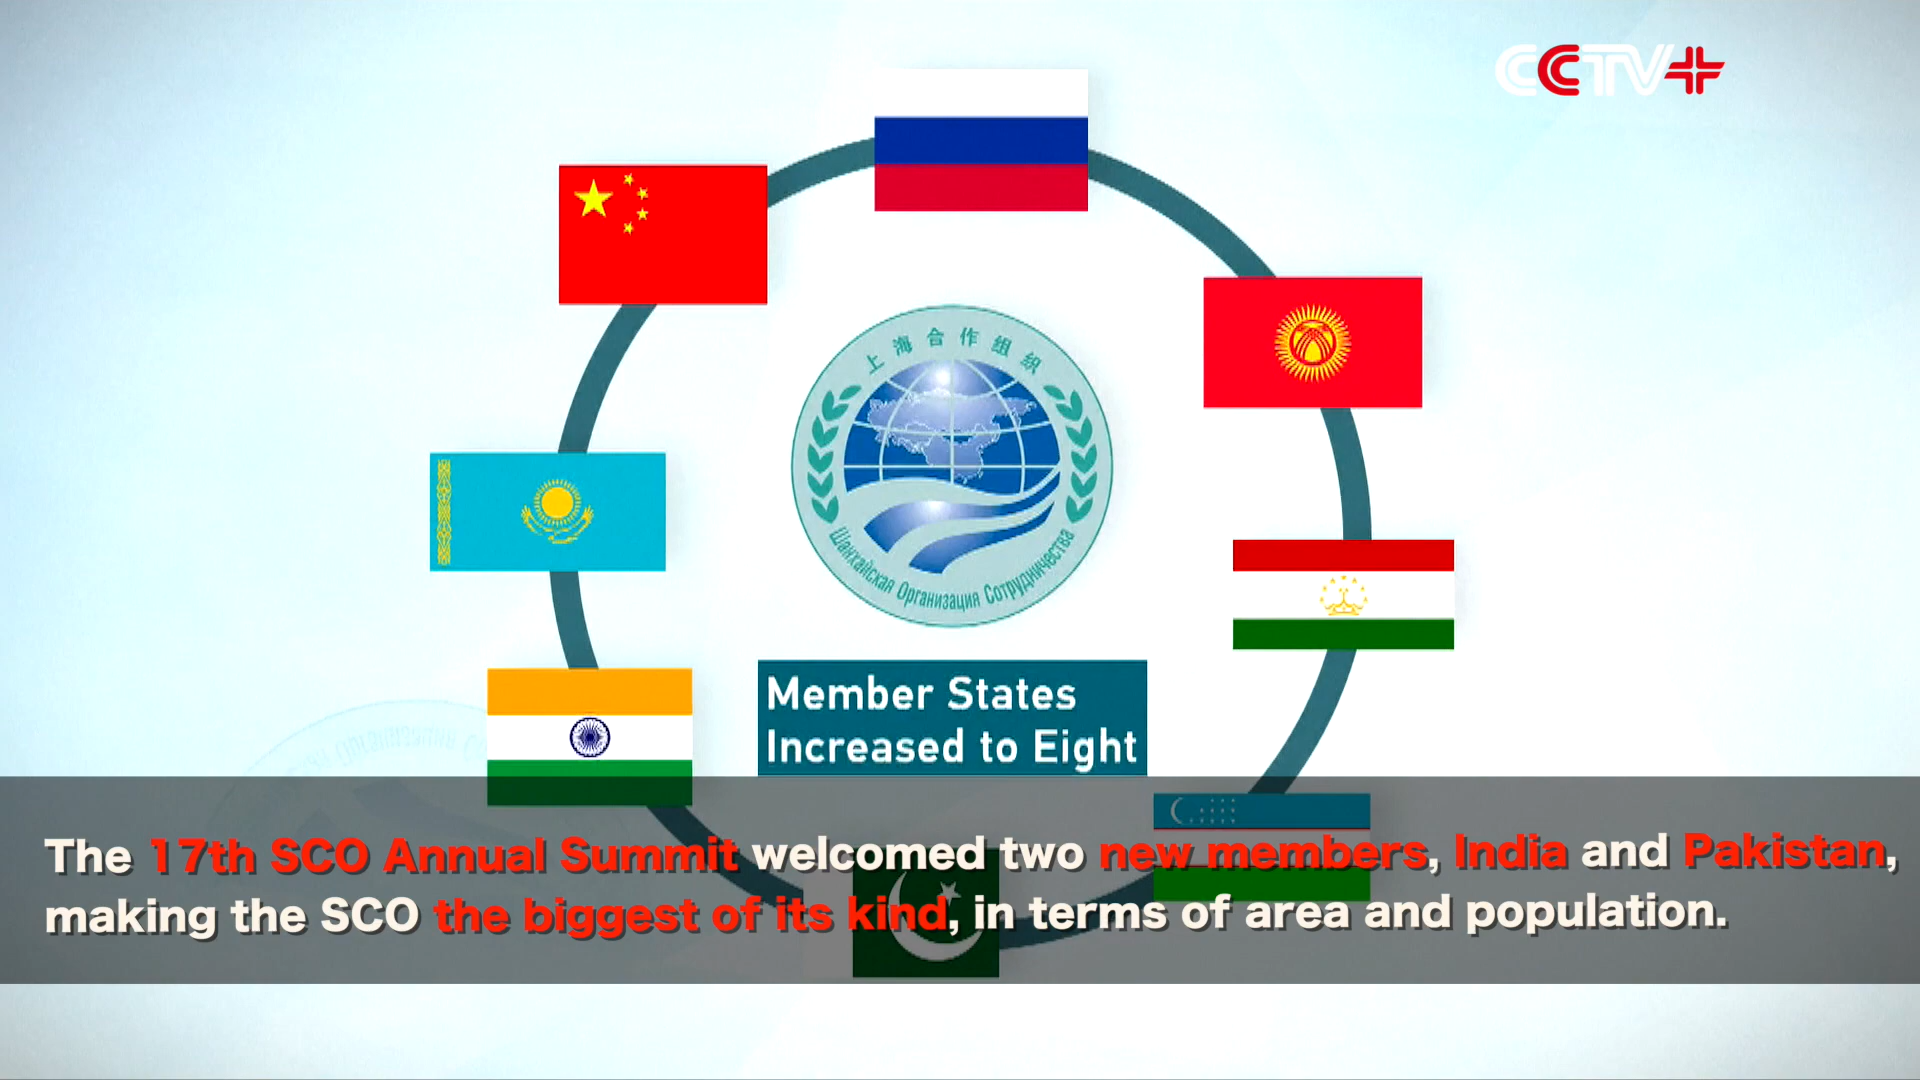 CCTV+
上海合作组织
Шанхайская Организация Сотрудничества
Member States
Increased to Eight
The 17th SCO Annual Summit welcomed two new members, India and Pakistan,
making the SCO the biggest of its kind, in terms of area and population.